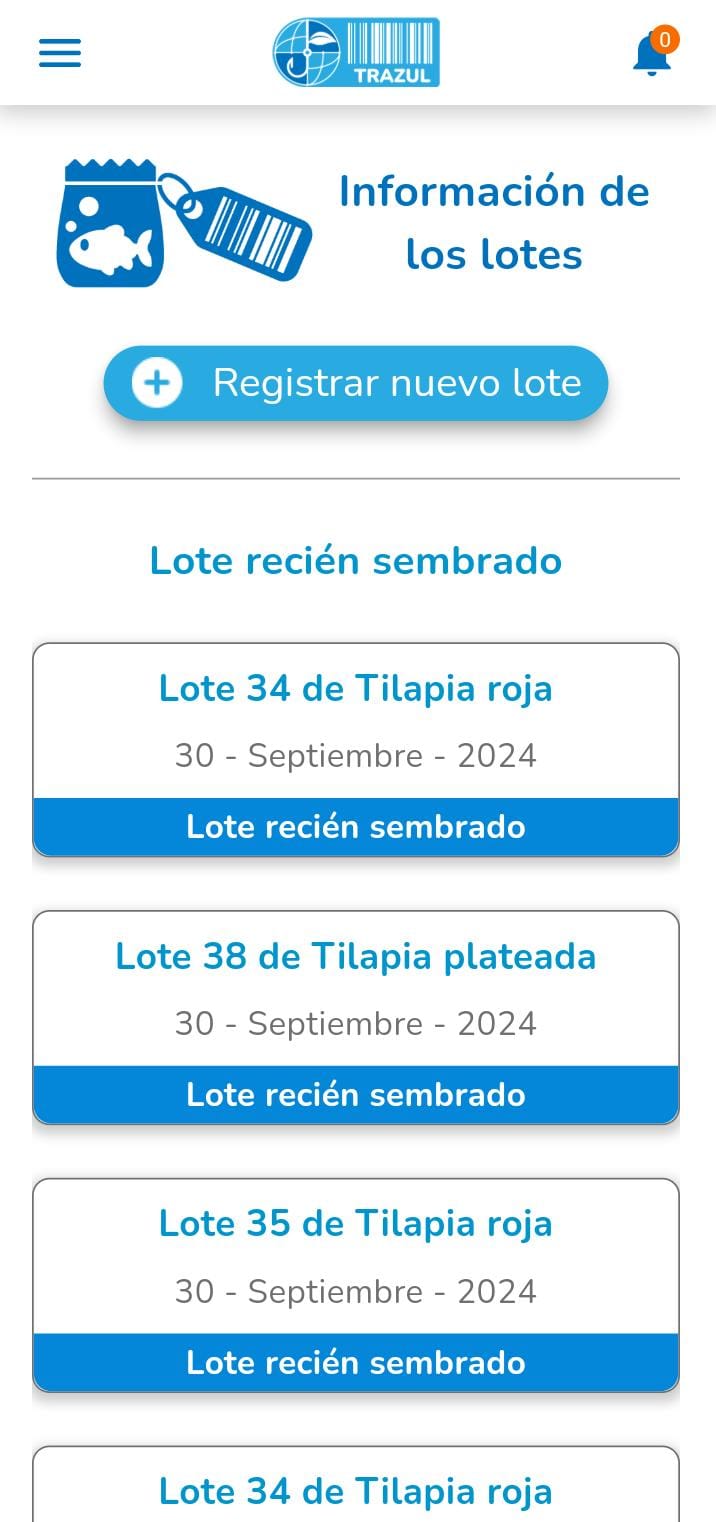 TRAZUL
0
Información de
los lotes
Registrar nuevo lote
Lote recién sembrado
Lote 34 de Tilapia roja
30 - Septiembre - 2024
Lote recién sembrado
Lote 38 de Tilapia plateada
30 - Septiembre - 2024
Lote recién sembrado
Lote 35 de Tilapia roja
30 - Septiembre - 2024
Lote recién sembrado
Lote 34 de Tilapia roja